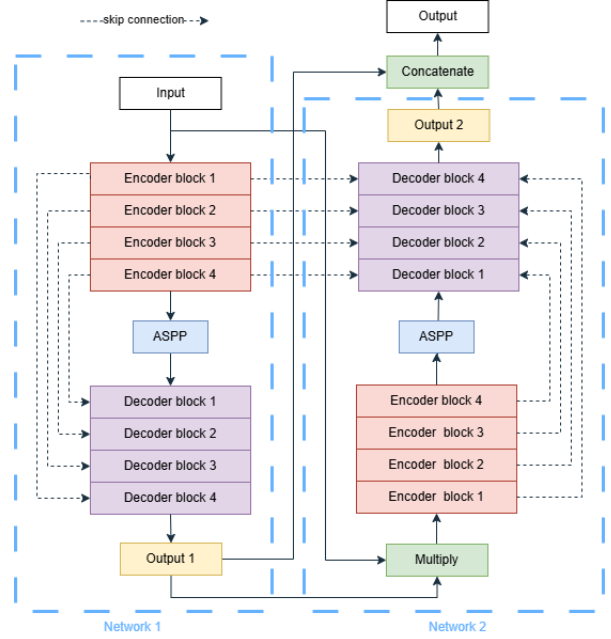 skip connection
Output
Concatenate
Input
Output 2
Encoder block 1
Encoder block 2
Encoder block 3
Encoder block 4
Decoder block 4
Decoder block 3
Decoder block 2
Decoder block 1
ASPP
ASPP
Decoder block 1
Decoder block 2
Decoder block 3
Decoder block 4
Encoder block 4
Encoder block 3
Encoder block 2
Encoder block 1
Output 1
Multiply
Network 1
Network 2